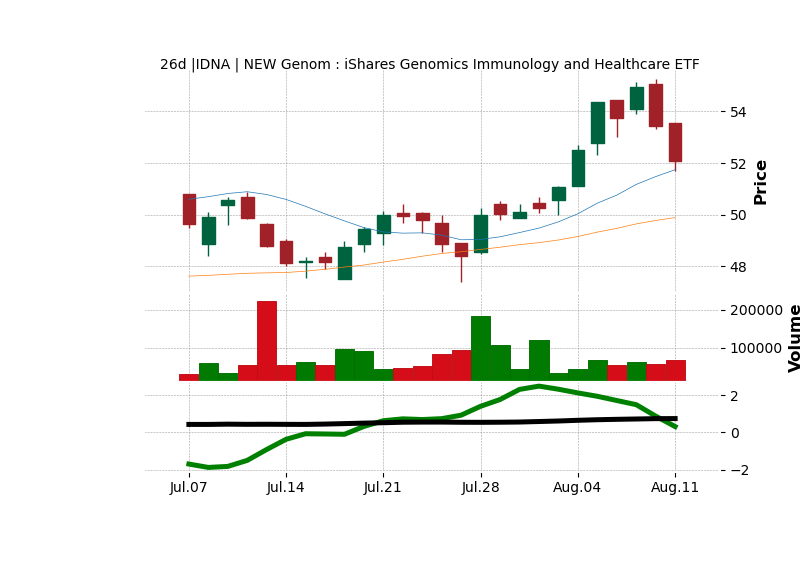 26d |IDNA | NEW Genom : iShares Genomics Immunology and Healthcare ETF
54
52
50
48
Price
200000
100000
Volume
2
0
−2
Jul.07 Jul.14 Jul.21 Jul.28 Aug.04 Aug.11